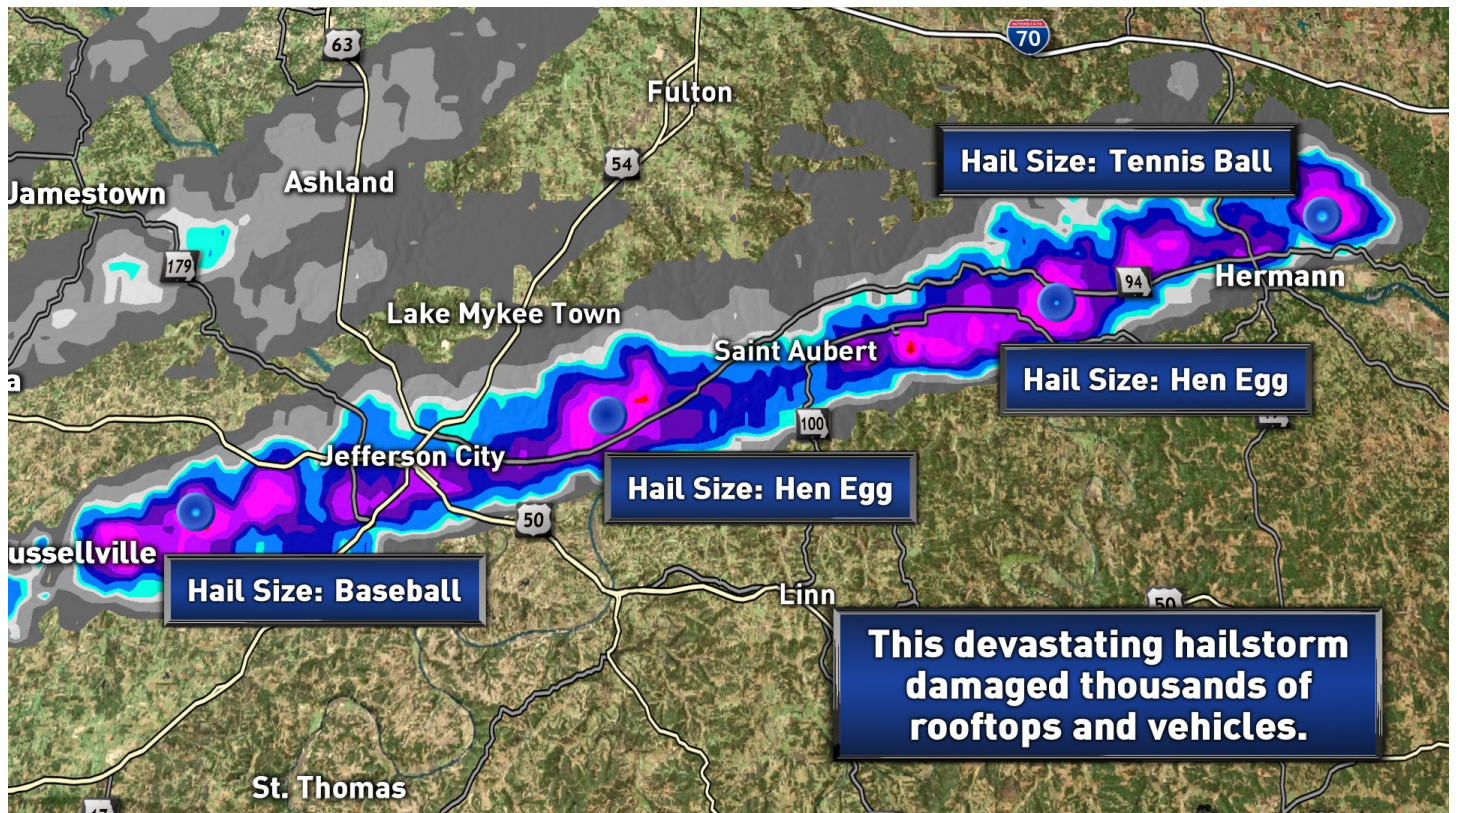 63
INTERSTATE
70
Fulton
54
Hail Size: Tennis Ball
Jamestown
Ashland
179
94
Hermann
Lake Mykee Town
Saint Aubert
a
Hail Size: Hen Egg
100
Jefferson City
Hail Size: Hen Egg
50
ussellville
Hail Size: Baseball
Linn
50
This devastating hailstorm
damaged thousands of
rooftops and vehicles.
St. Thomas